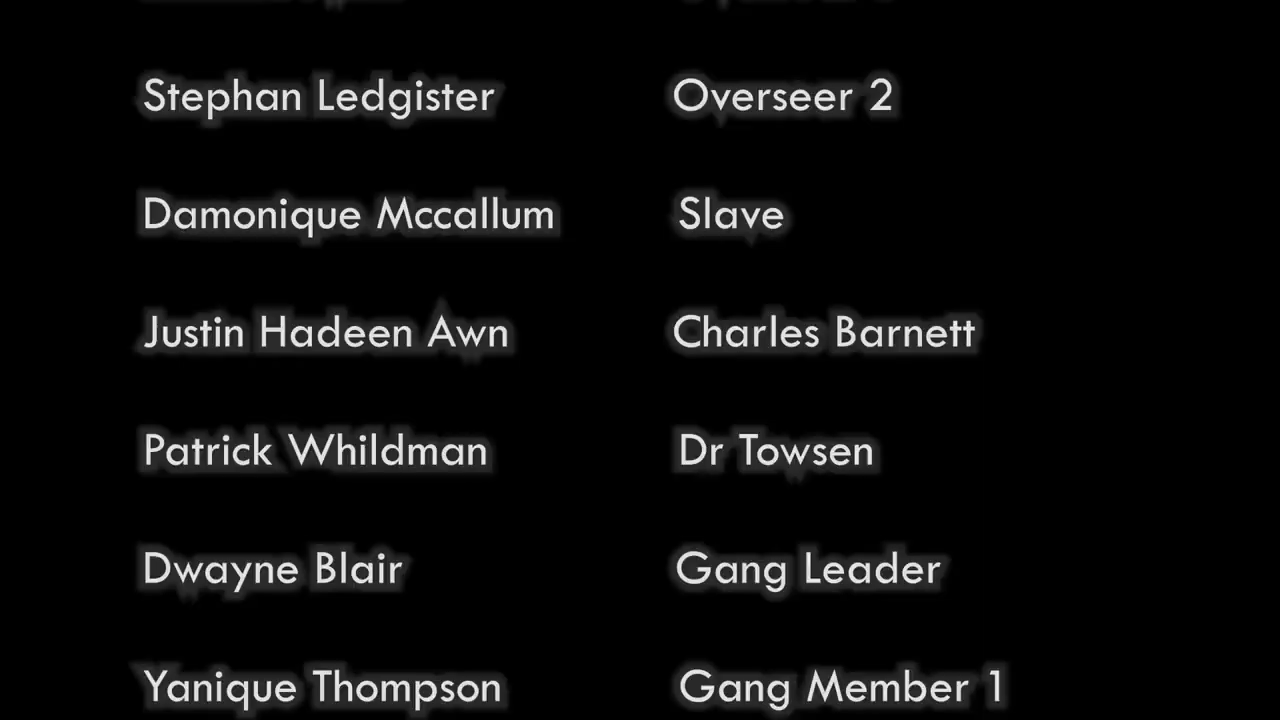 Stephan Ledgister Overseer 2
Damonique Mccallum Slave
Justin Hadeen Awn Charles Barnett
Patrick Whildman Dr Towsen
Dwayne Blair Gang Leader
Yanique Thompson Gang Member 1